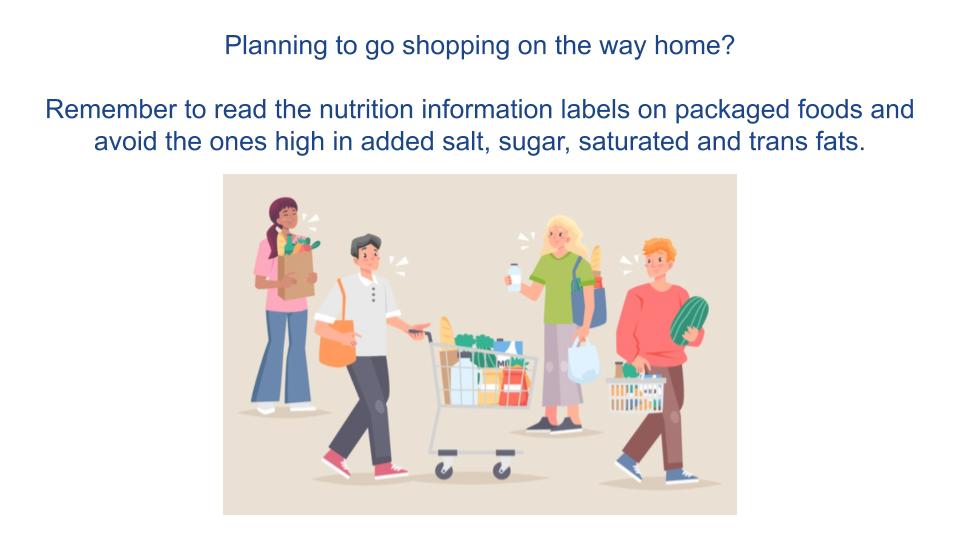 Planning to go shopping on the way home?
Remember to read the nutrition information labels on packaged foods and
avoid the ones high in added salt, sugar, saturated and trans fats.